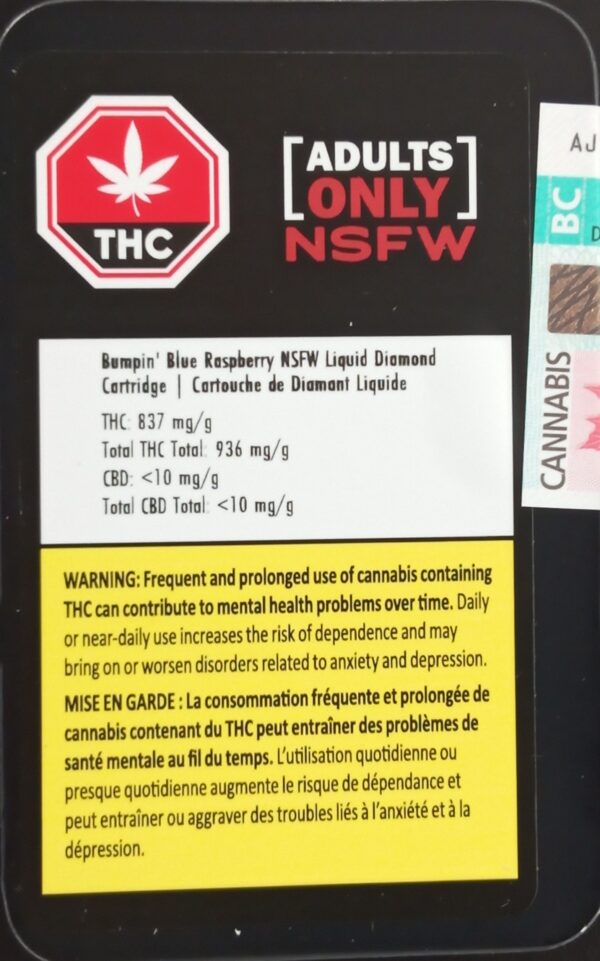 THC
[ADULTS
ONLY]
NSFW
AJ
BC
D
CANNABIS
Bumpin' Blue Raspberry NSFW Liquid Diamond
Cartridge | Cartouche de Diamant Liquide
THC: 837 mg/g
Total THC Total: 936 mg/g
CBD: <10 mg/g
Total CBD Total: <10 mg/g
WARNING: Frequent and prolonged use of cannabis containing
THC can contribute to mental health problems over time. Daily
or near-daily use increases the risk of dependence and may
bring on or worsen disorders related to anxiety and depression.
MISE EN GARDE : La consommation fréquente et prolongée de
cannabis contenant du THC peut entraîner des problèmes de
santé mentale au fil du temps. L'utilisation quotidienne ou
presque quotidienne augmente le risque de dépendance et
peut entraîner ou aggraver des troubles liés à l'anxiété et à la
dépression.